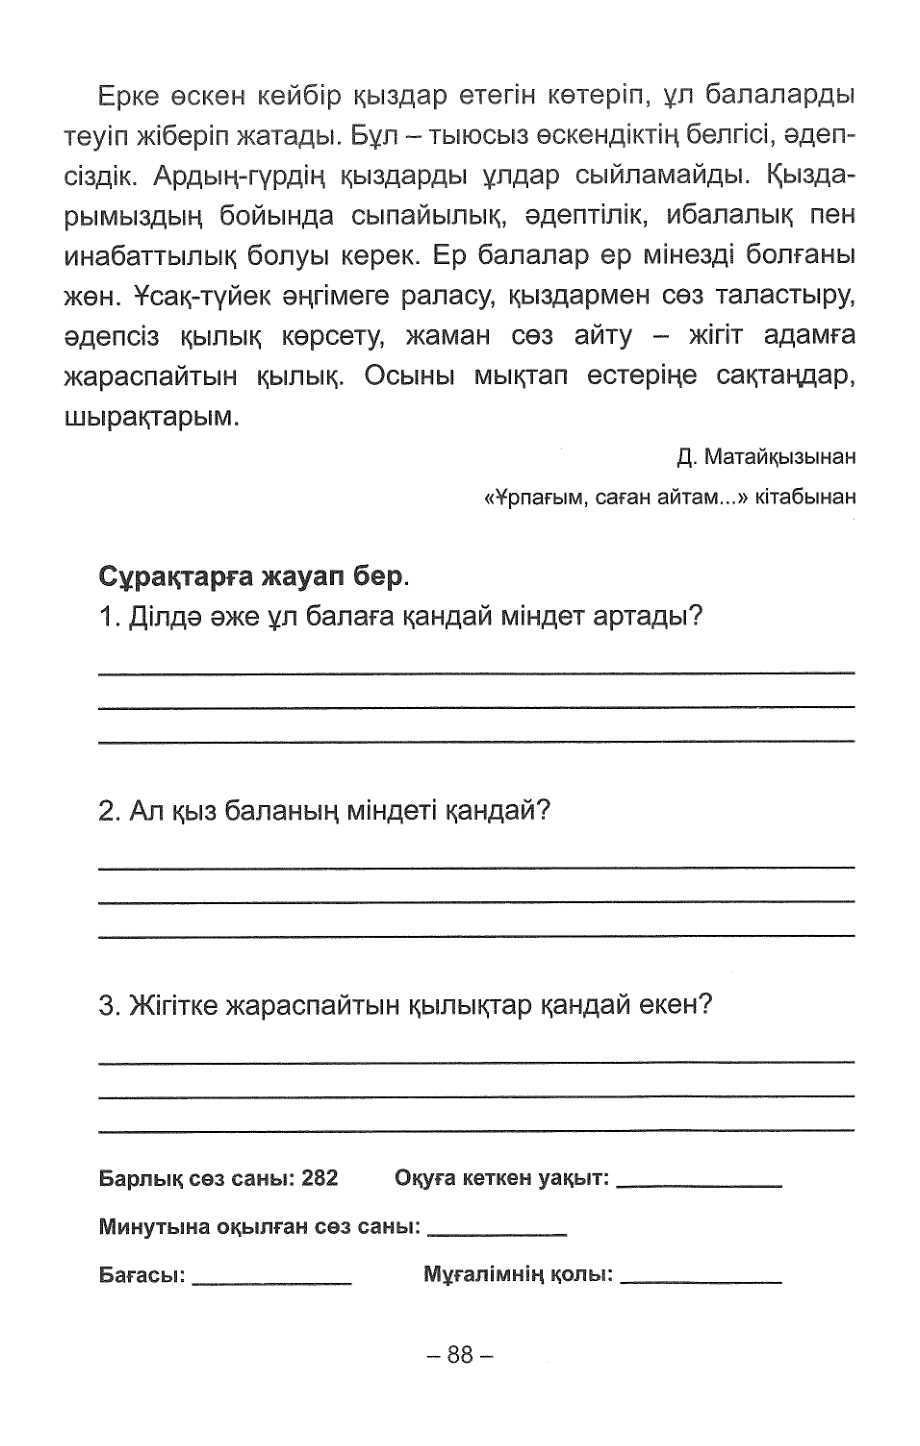 Ерке өскен кейбір қыздар етегін көтеріп, ұл балаларды
теуіп жіберіп жатады. Бұл – тыюсыз өскендіктің белгісі, әдеп-
сіздік. Ардың-гүрдің қыздарды ұлдар сыйламайды. Қызда-
рымыздың бойында сыпайылық, әдептілік, ибалалық пен
инабаттылық болуы керек. Ер балалар ер мінезді болғаны
жөн. Ұсақ-түйек әңгімеге раласу, қыздармен сөз таластыру,
әдепсіз қылық көрсету, жаман сөз айту – жігіт адамға
жараспайтын қылық. Осыны мықтап естеріңе сақтаңдар,
шырақтарым.
Д. Матайқызынан
«Ұрпағым, саған айтам...» кітабынан
Сұрақтарға жауап бер.
1. Ділдә әже ұл балаға қандай міндет артады?
2. Ал қыз баланың міндеті қандай?
3. Жігітке жараспайтын қылықтар қандай екен?
Барлық сөз саны: 282 Оқуға кеткен уақыт:
Минутына оқылған сөз саны:
Бағасы: Мұғалімнің қолы:
– 88 –